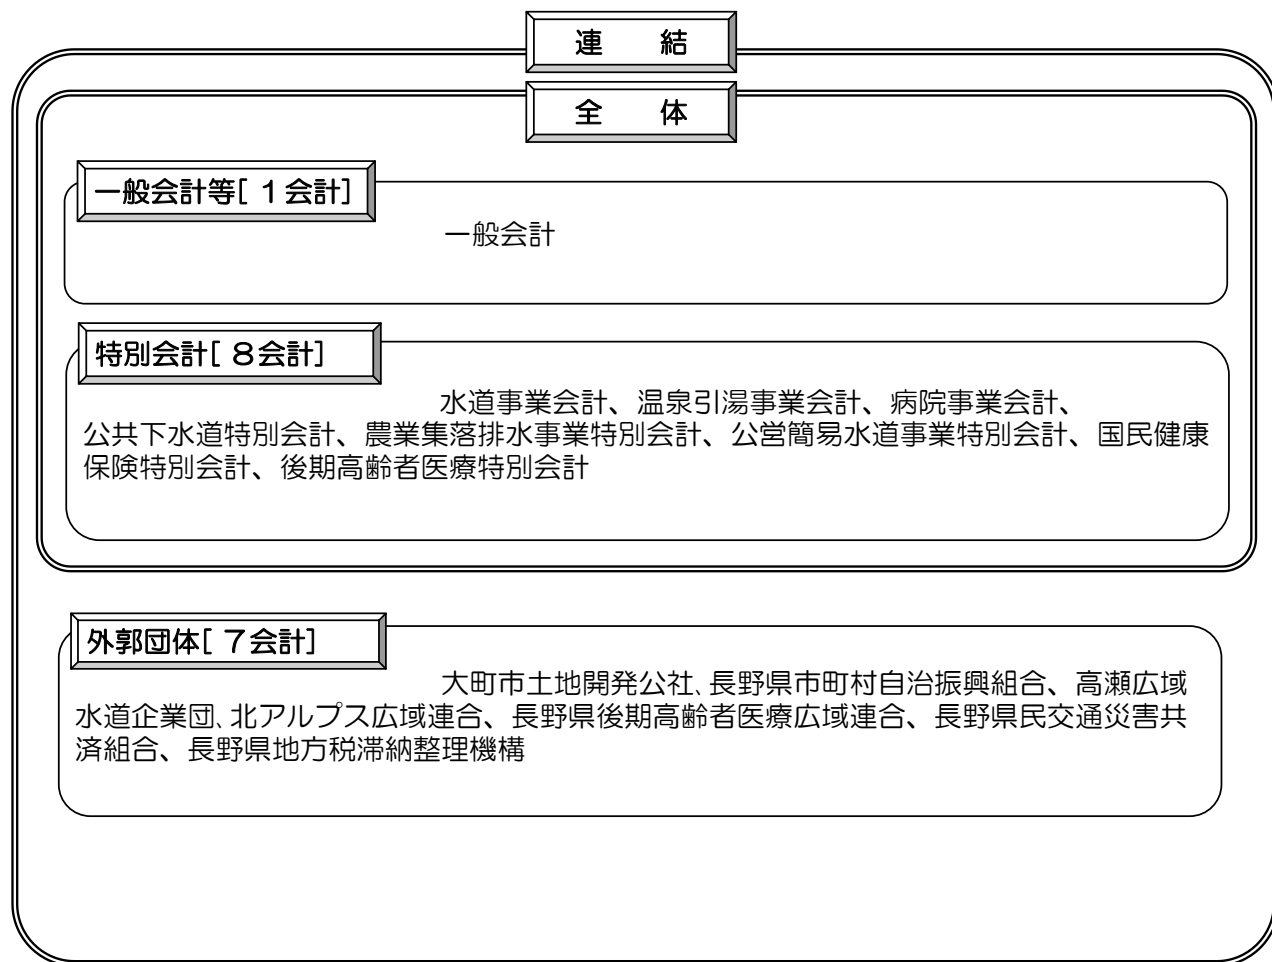 連　　結
全　　体
一般会計等[ １会計]
一般会計
特別会計[ ８会計]
水道事業会計、温泉引湯事業会計、病院事業会計、
公共下水道特別会計、農業集落排水事業特別会計、公営簡易水道事業特別会計、国民健康
保険特別会計、後期高齢者医療特別会計
外郭団体[ ７会計]
大町市土地開発公社、長野県市町村自治振興組合、高瀬広域
水道企業団、北アルプス広域連合、長野県後期高齢者医療広域連合、長野県民交通災害共
済組合、長野県地方税滞納整理機構